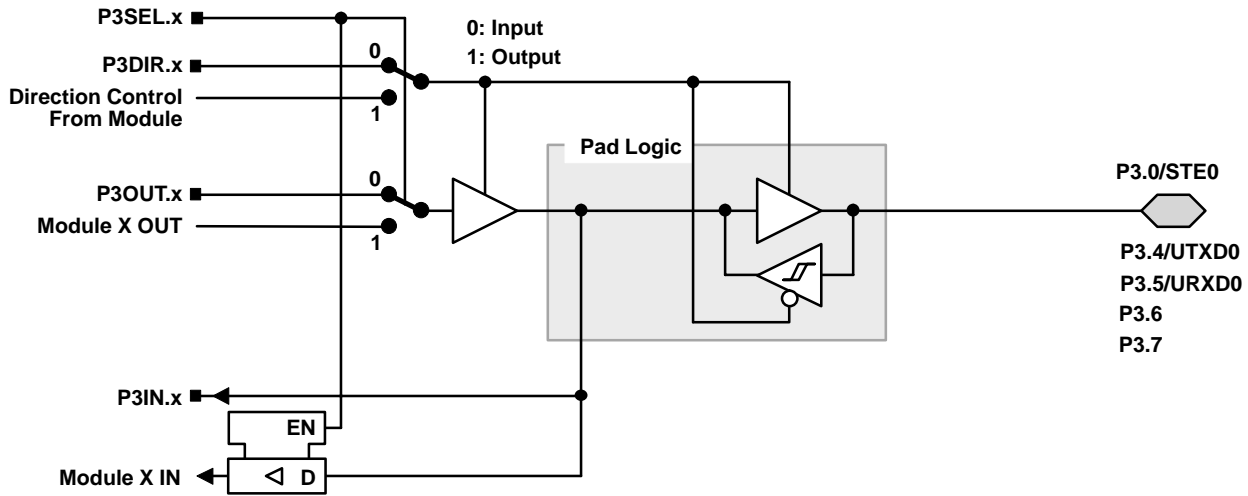 P3SEL.x
0: Input
1: Output
P3DIR.x
0
Direction Control
From Module
1
Pad Logic
P3.0/STE0
P3OUT.x
0
Module X OUT
1
P3.4/UTXD0
P3.5/URXD0
P3.6
P3.7
P3IN.x
EN
Module X IN
D